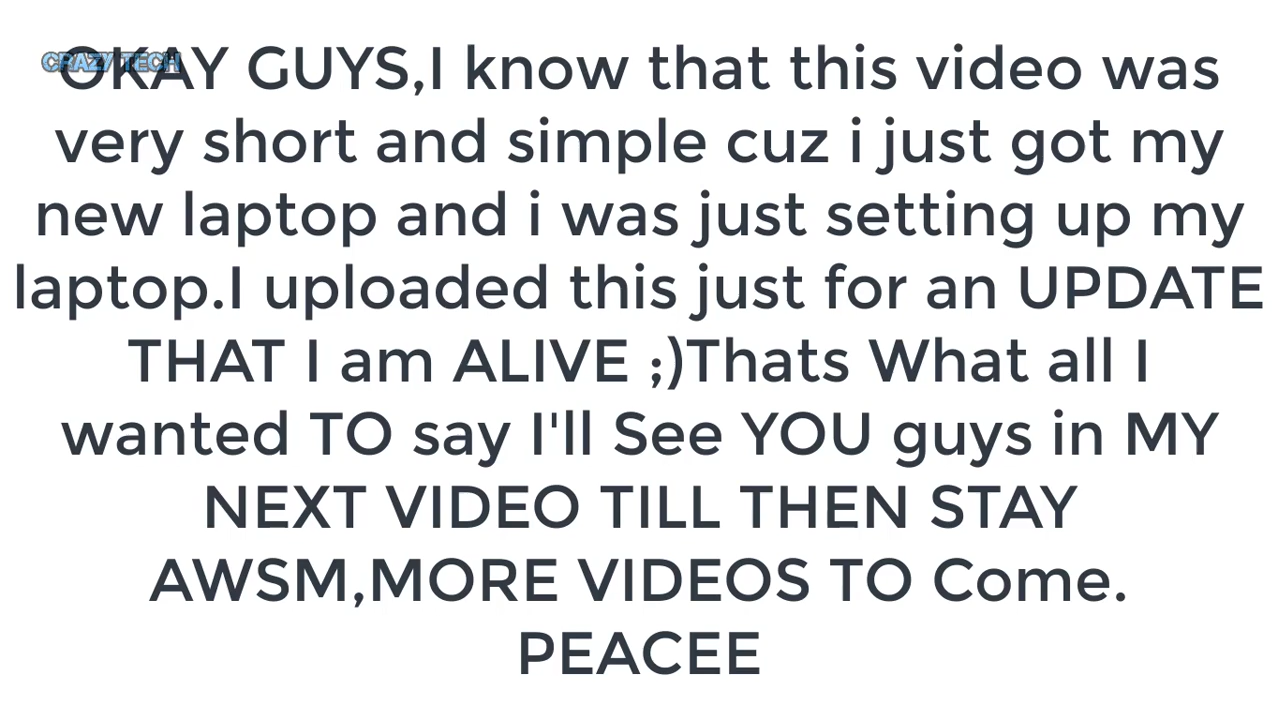 CRAZY TECH
OKAY GUYS,I know that this video was
very short and simple cuz i just got my
new laptop and i was just setting up my
laptop.I uploaded this just for an UPDATE
THAT I am ALIVE ;)Thats What all I
wanted TO say I'll See YOU guys in MY
NEXT VIDEO TILL THEN STAY
AWSM,MORE VIDEOS TO Come.
PEACEE